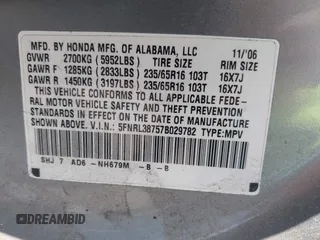 MFD. BY HONDA MFG. OF ALABAMA, LLC 11/'06
GVWR 2700KG (5952LBS) TIRE SIZE RIM SIZE
GAWR F 1285KG (2833LBS) 235/65R16 103T 16X7J
GAWR R 1450KG (3197LBS) 235/65R16 103T 16X7J
THIS VEHICLE CONFORMS TO ALL APPLICABLE FEDE-
RAL MOTOR VEHICLE SAFETY AND THEFT PREVENTION
STANDARDS IN EFFECT ON THE DATE OF
MANUFACTURE SHOWN ABOVE.
V.I.N: 5FNRL38757B029782 TYPE:MPV
SHJ 7 AD6 -NH679M -B -B
DREAMBID